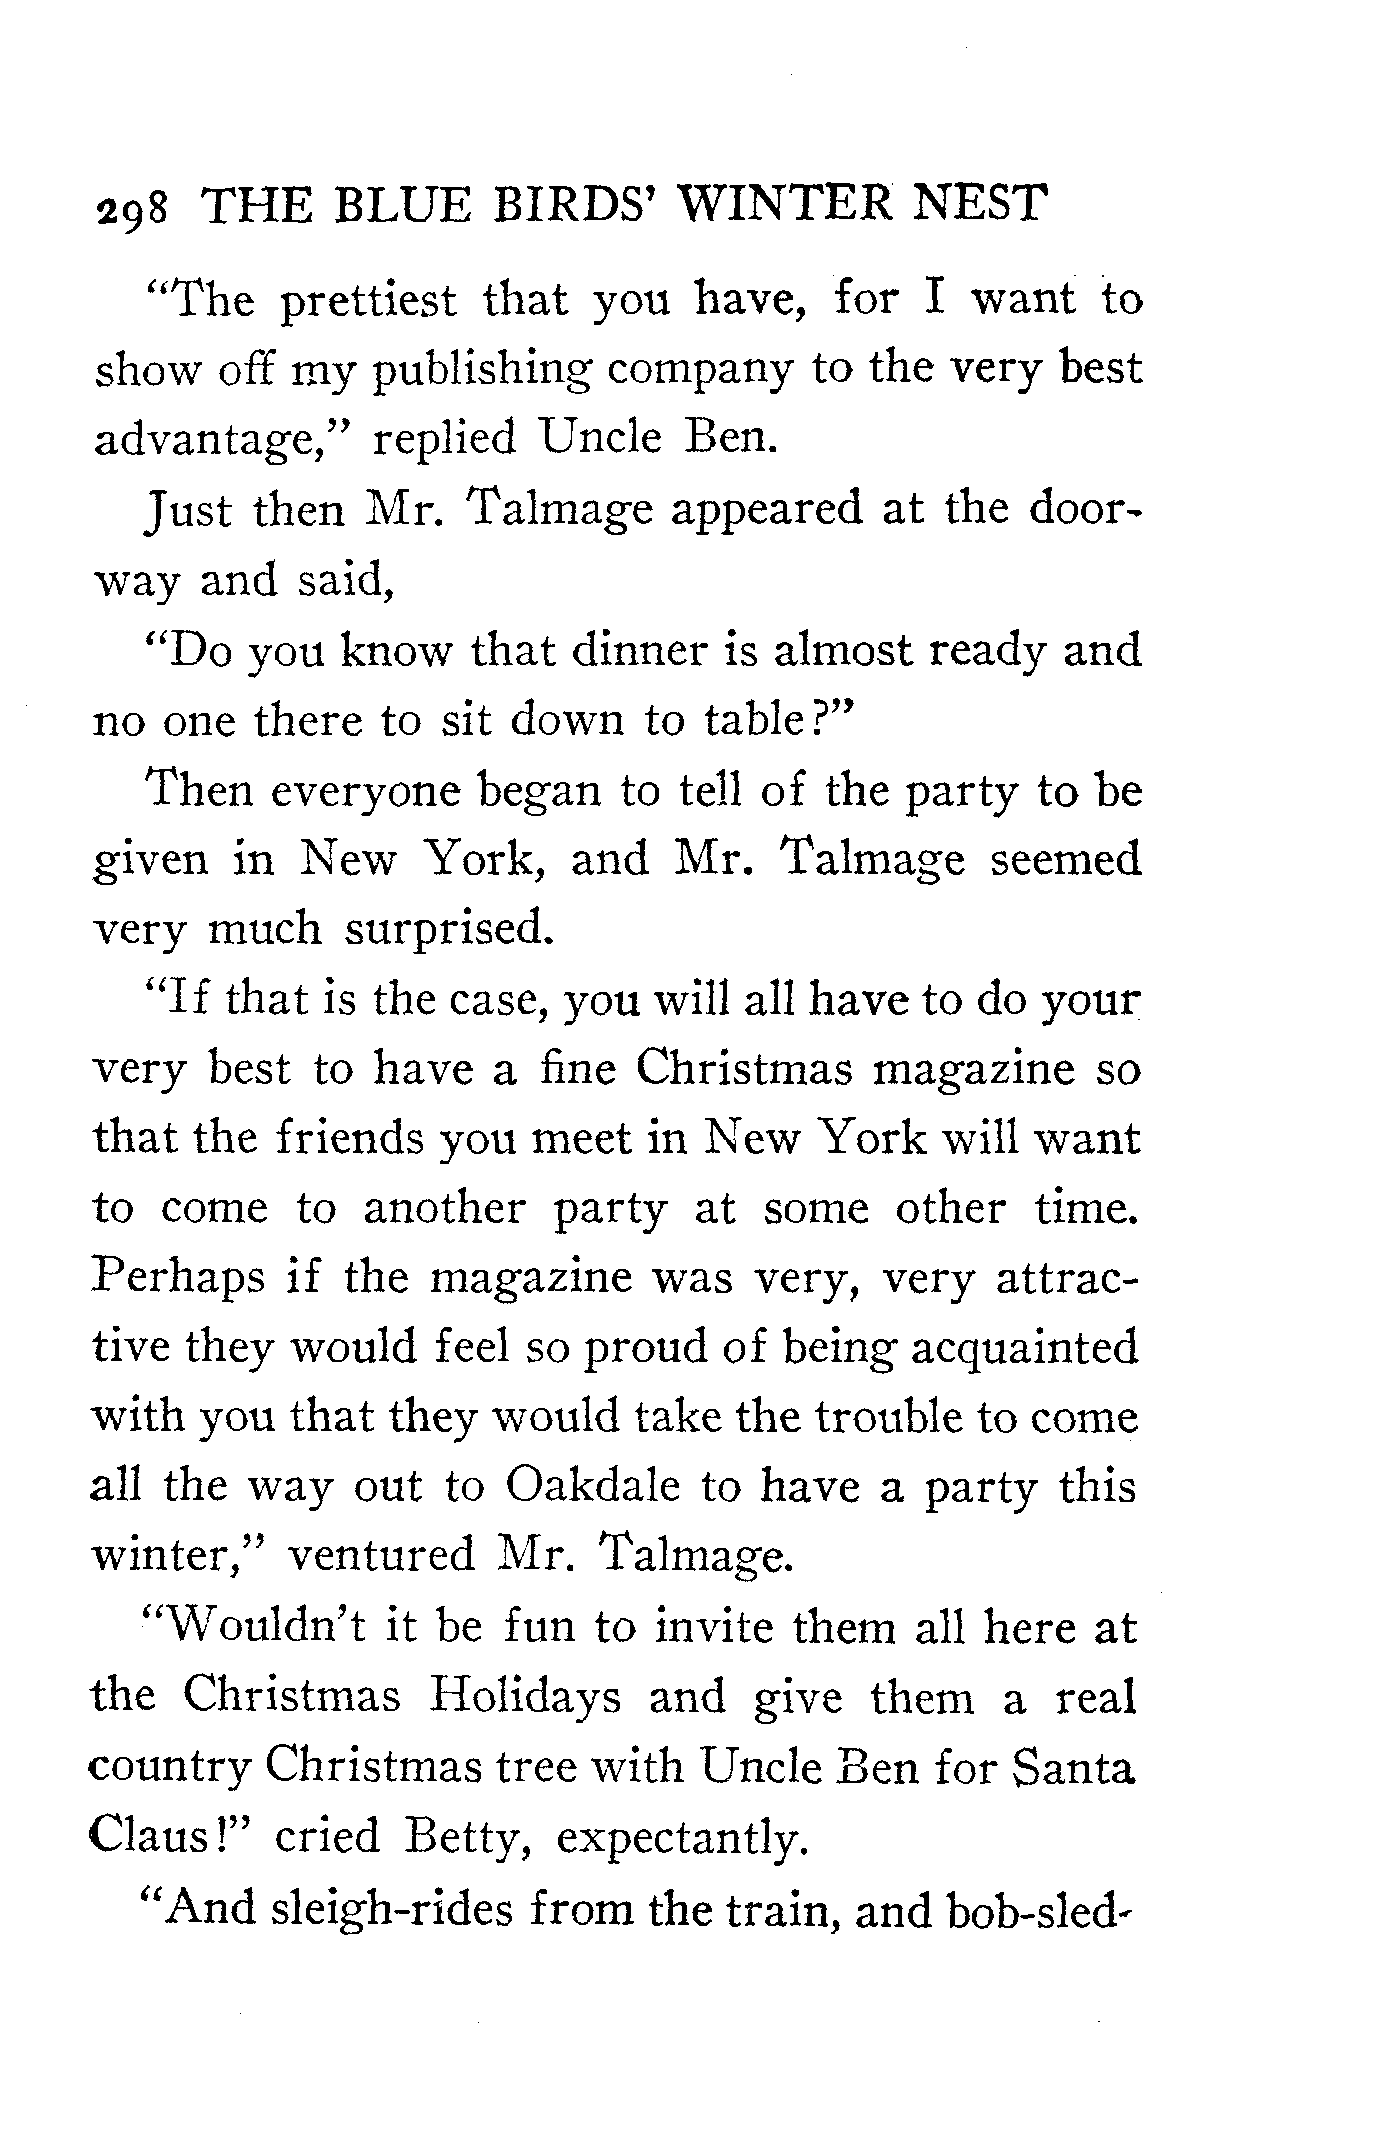 298 THE BLUE BIRDS' WINTER NEST
"The prettiest that you have, for I want to
show off my publishing company to the very best
advantage," replied Uncle Ben.
Just then Mr. Talmage appeared at the door-
way and said,
"Do you know that dinner is almost ready and
no one there to sit down to table?"
Then everyone began to tell of the party to be
given in New York, and Mr. Talmage seemed
very much surprised.
"If that is the case, you will all have to do your
very best to have a fine Christmas magazine so
that the friends you meet in New York will want
to come to another party at some other time.
Perhaps if the magazine was very, very attrac-
tive they would feel so proud of being acquainted
with you that they would take the trouble to come
all the way out to Oakdale to have a party this
winter," ventured Mr. Talmage.
"Wouldn't it be fun to invite them all here at
the Christmas Holidays and give them a real
country Christmas tree with Uncle Ben for Santa
Claus!" cried Betty, expectantly.
"And sleigh-rides from the train, and bob-sled-